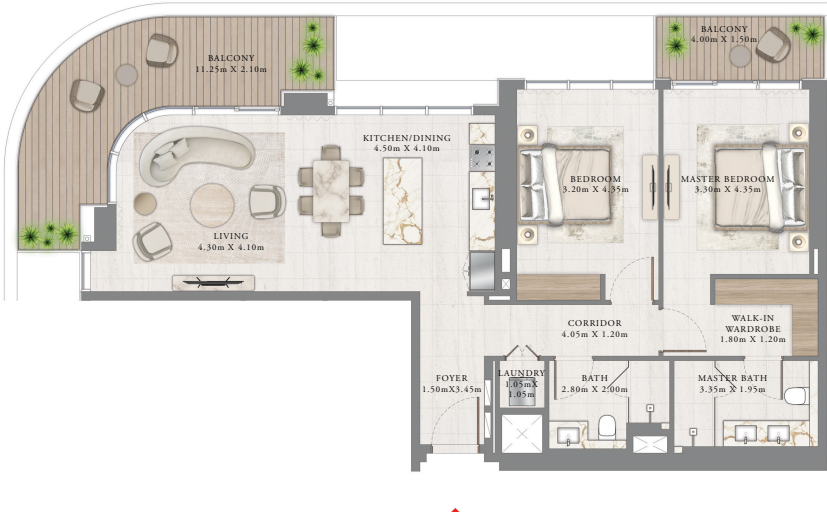 BALCONY
11.25m X 2.10m
BALCONY
4.00m X 1.50m
KITCHEN/DINING
4.50m X 4.10m
BEDROOM
3.20m X 4.35m
MASTER BEDROOM
3.30m X 4.35m
LIVING
4.30m X 4.10m
CORRIDOR
4.05m X 1.20m
WALK-IN
WARDROBE
1.80m X 1.20m
FOYER
1.50mX3.45m
LAUNDRY
1.05mX
1.05m
BATH
2.80m X 2.00m
MASTER BATH
3.35m X 1.95m